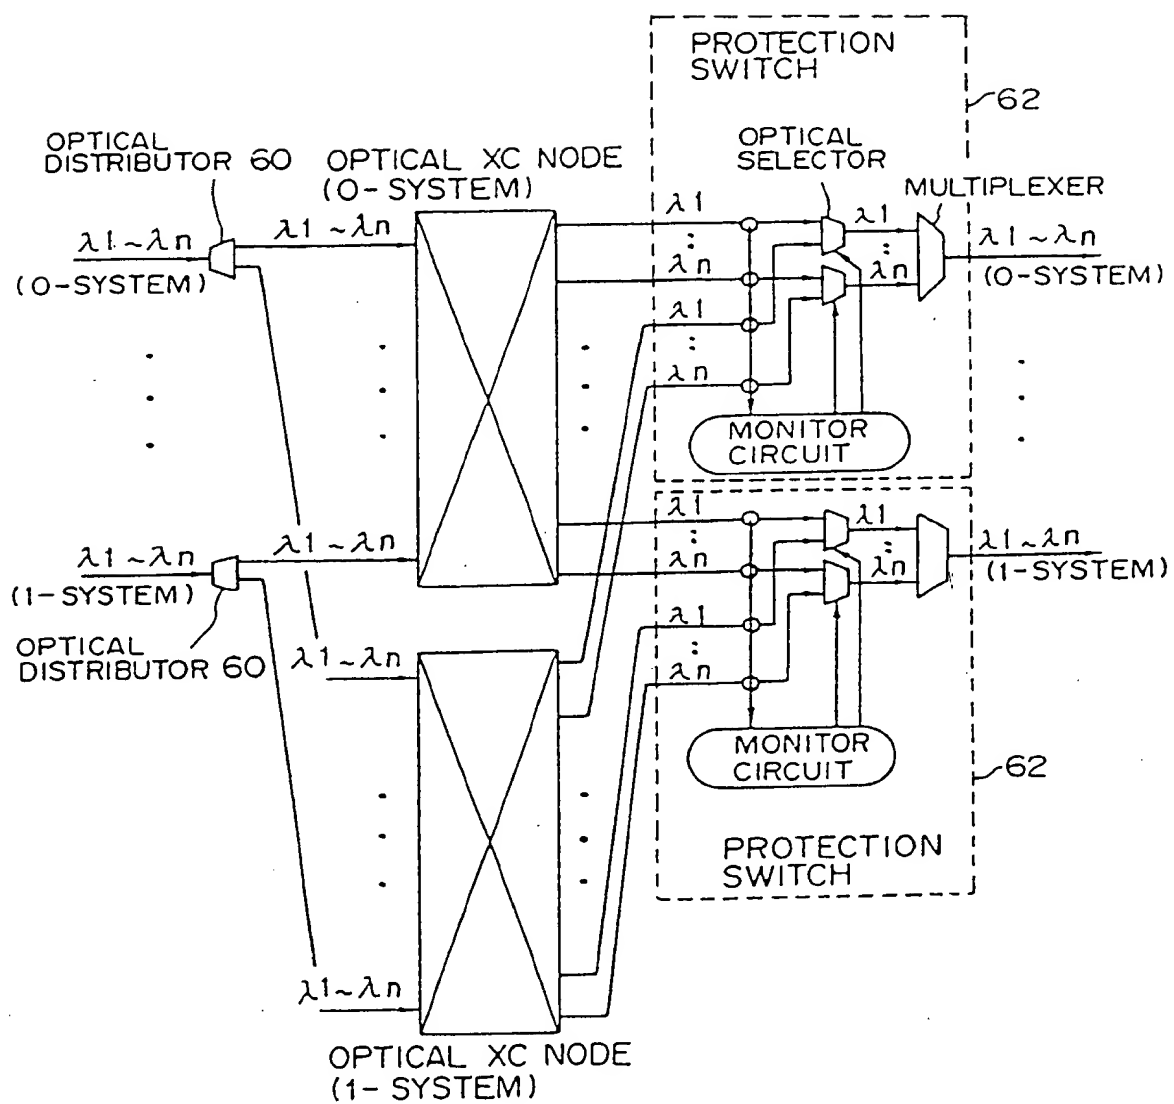 PROTECTION
SWITCH
62
OPTICAL
DISTRIBUTOR 60
OPTICAL XC NODE
(0-SYSTEM)
OPTICAL
SELECTOR
MULTIPLEXER
λ1~λn
(0-SYSTEM)
λ1~λn
λ1
λn
λ1
λn
λ1
λn
λ1~λn
(0-SYSTEM)
MONITOR
CIRCUIT
λ1~λn
(1-SYSTEM)
λ1~λn
λ1
λn
λ1
λn
λ1
λn
λ1~λn
(1-SYSTEM)
OPTICAL
DISTRIBUTOR 60
λ1~λn
MONITOR
CIRCUIT
62
PROTECTION
SWITCH
λ1~λn
OPTICAL XC NODE
(1-SYSTEM)